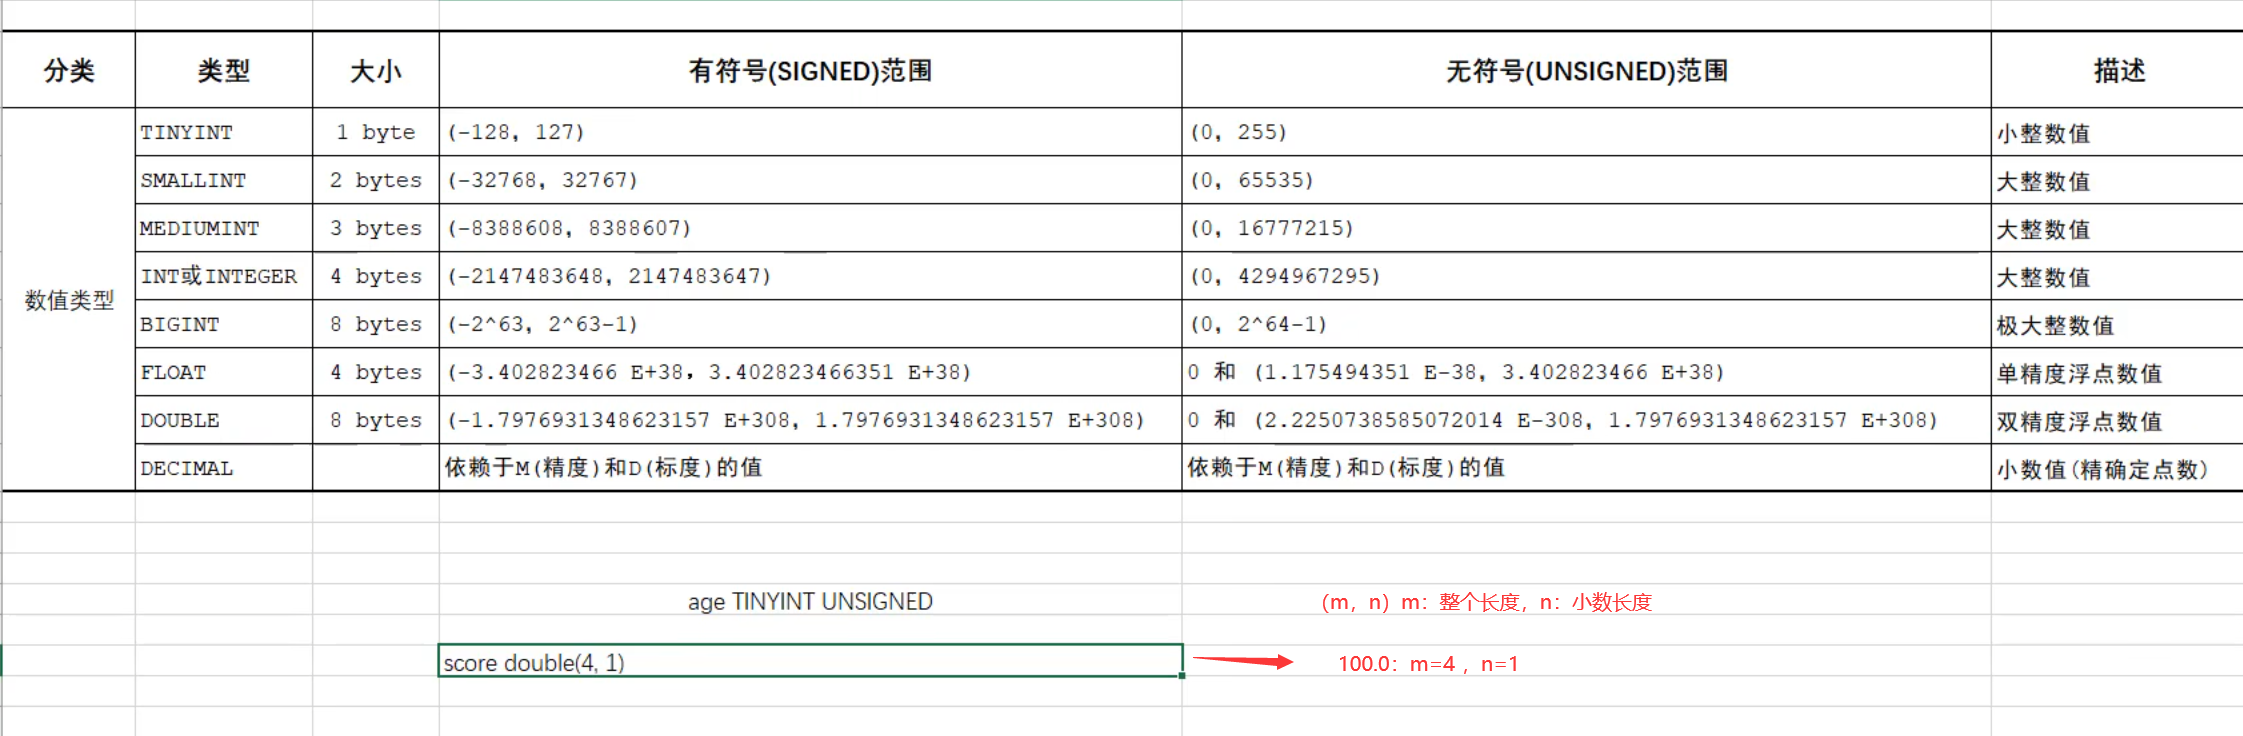 分类 类型 大小 有符号(SIGNED)范围 无符号(UNSIGNED)范围 描述
数值类型
TINYINT 1 byte (-128, 127) (0, 255) 小整数值
SMALLINT 2 bytes (-32768, 32767) (0, 65535) 大整数值
MEDIUMINT 3 bytes (-8388608, 8388607) (0, 16777215) 大整数值
INT或INTEGER 4 bytes (-2147483648, 2147483647) (0, 4294967295) 大整数值
BIGINT 8 bytes (-2^63, 2^63-1) (0, 2^64-1) 极大整数值
FLOAT 4 bytes (-3.402823466 E+38, 3.402823466351 E+38) 0 和 (1.175494351 E-38, 3.402823466 E+38) 单精度浮点数值
DOUBLE 8 bytes (-1.7976931348623157 E+308, 1.7976931348623157 E+308) 0 和 (2.2250738585072014 E-308, 1.7976931348623157 E+308) 双精度浮点数值
DECIMAL 依赖于M(精度)和D(标度)的值 依赖于M(精度)和D(标度)的值 小数值(精确定点数)
age TINYINT UNSIGNED (m，n) m：整个长度，n：小数长度
score double(4, 1) 100.0：m=4 ，n=1